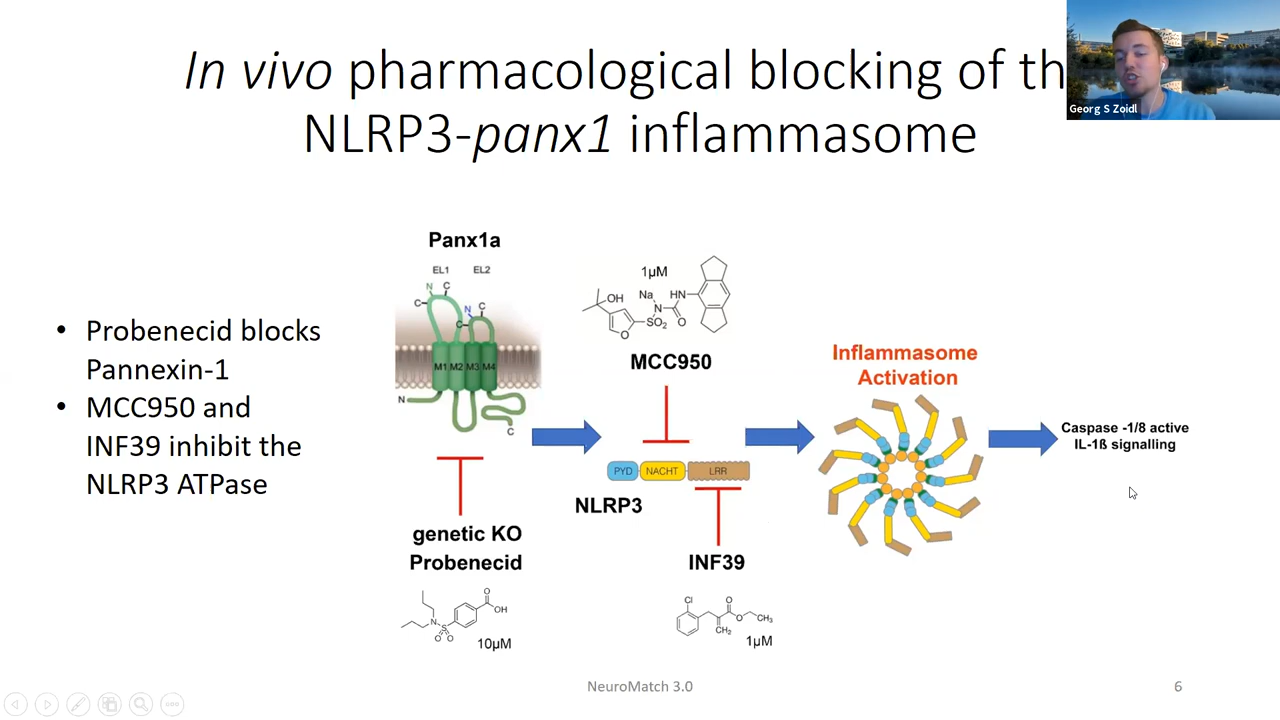 In vivo pharmacological blocking of th
NLRP3-panx1 inflammasome
Georg S Zoidl
• Probenecid blocks
Pannexin-1
• MCC950 and
INF39 inhibit the
NLRP3 ATPase
Panx1a
EL1 EL2
N C
C
N C
C
M1 M2 M3 M4
N
C
genetic KO
Probenecid
O
OH
N
S
O O
10µM
1µM
OH
Na
HN
N
SO2
O
O
MCC950
PYD NACHT LRR
NLRP3
INF39
Cl
O
O
CH3
CH2
1µM
Inflammasome
Activation
Caspase -1/8 active
IL-1ß signalling
NeuroMatch 3.0
6